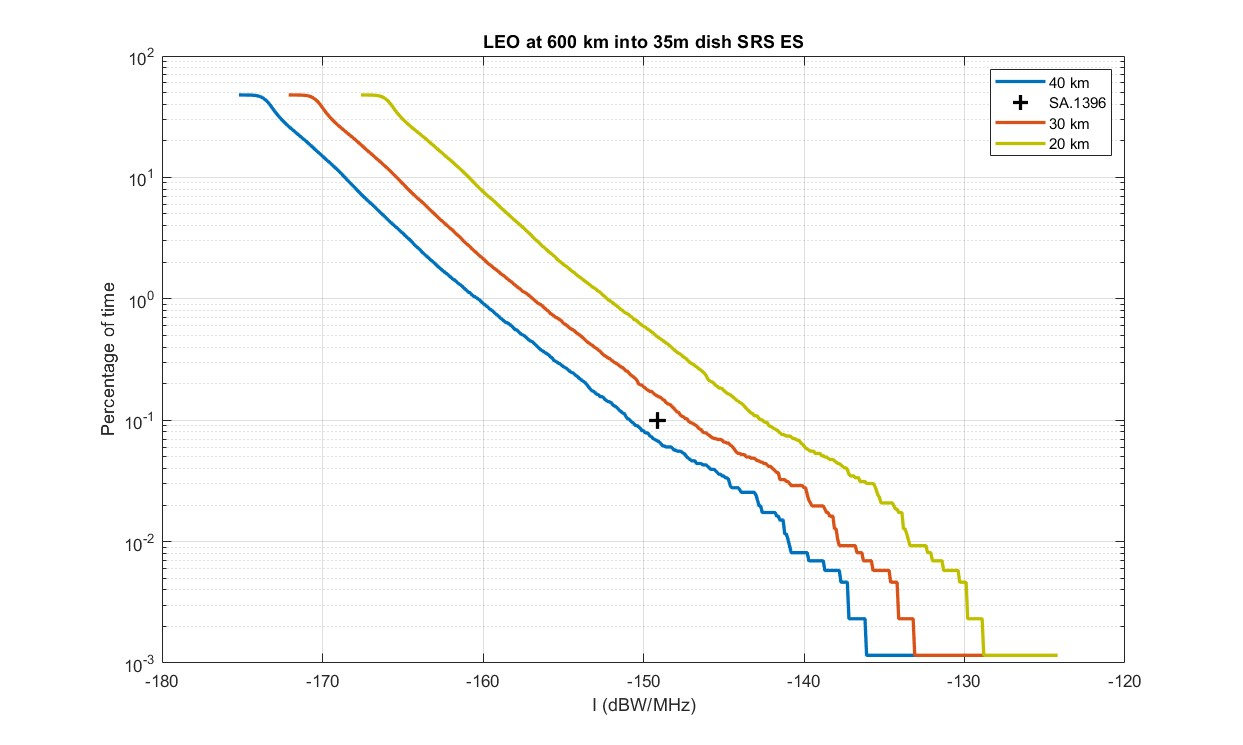 LEO at 600 km into 35m dish SRS ES
10^2
10^1
10^0
10^-1
10^-2
10^-3
Percentage of time
40 km
SA.1396
30 km
20 km
-180 -170 -160 -150 -140 -130 -120
I (dBW/MHz)